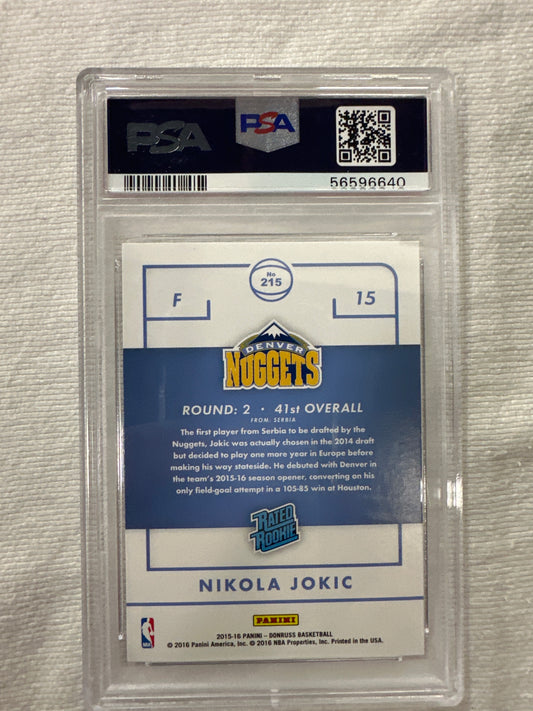 PSA
PSA
56596640
No
215
F
15
DENVER
NUGGETS
ROUND: 2 • 41st OVERALL
FROM: SERBIA
The first player from Serbia to be drafted by the
Nuggets, Jokic was actually chosen in the 2014 draft
but decided to play one more year in Europe before
making his way stateside. He debuted with Denver in
the team's 2015-16 season opener, converting on his
only field-goal attempt in a 105-85 win at Houston.
RATED
ROOKIE
NIKOLA JOKIC
NBA
PANINI
2015-16 PANINI – DONRUSS BASKETBALL
© 2016 Panini America, Inc. © 2016 NBA Properties, Inc. Printed in the USA.